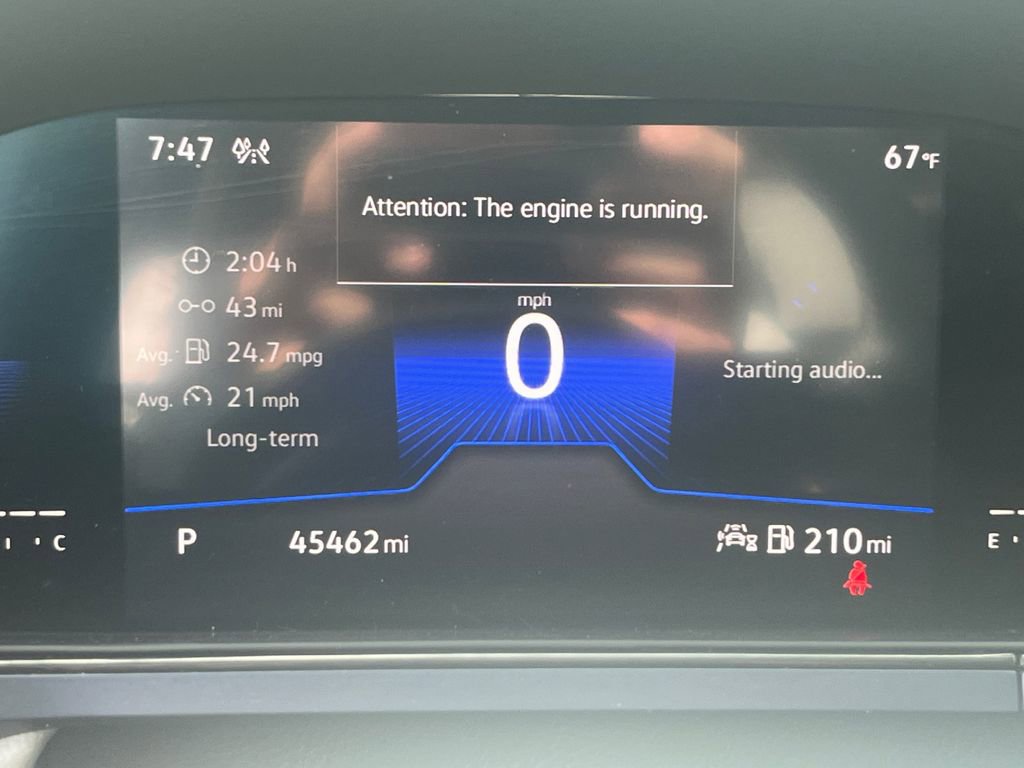 7:47
67°F
Attention: The engine is running.
2:04 h
43 mi
Avg. 24.7 mpg
Avg. 21 mph
Long-term
mph
0
Starting audio...
P
45462 mi
210 mi
C
E